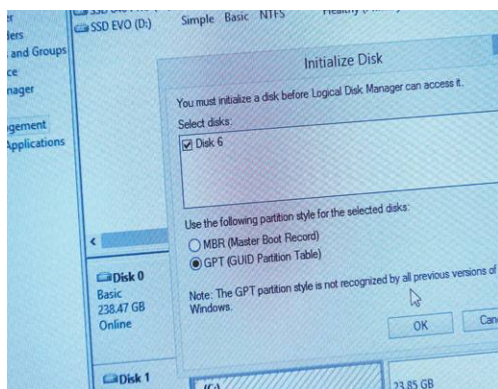 ers
and Groups
ce
nager
gement
Applications
SSD EVO (D:) Simple Basic NTFS
Initialize Disk
You must initialize a disk before Logical Disk Manager can access it.
Select disks:
Disk 6
Use the following partition style for the selected disks:
MBR (Master Boot Record)
GPT (GUID Partition Table)
Note: The GPT partition style is not recognized by all previous versions of
Windows.
OK Can
Disk 0
Basic
238.47 GB
Online
Disk 1
(C:)
23.85 GB